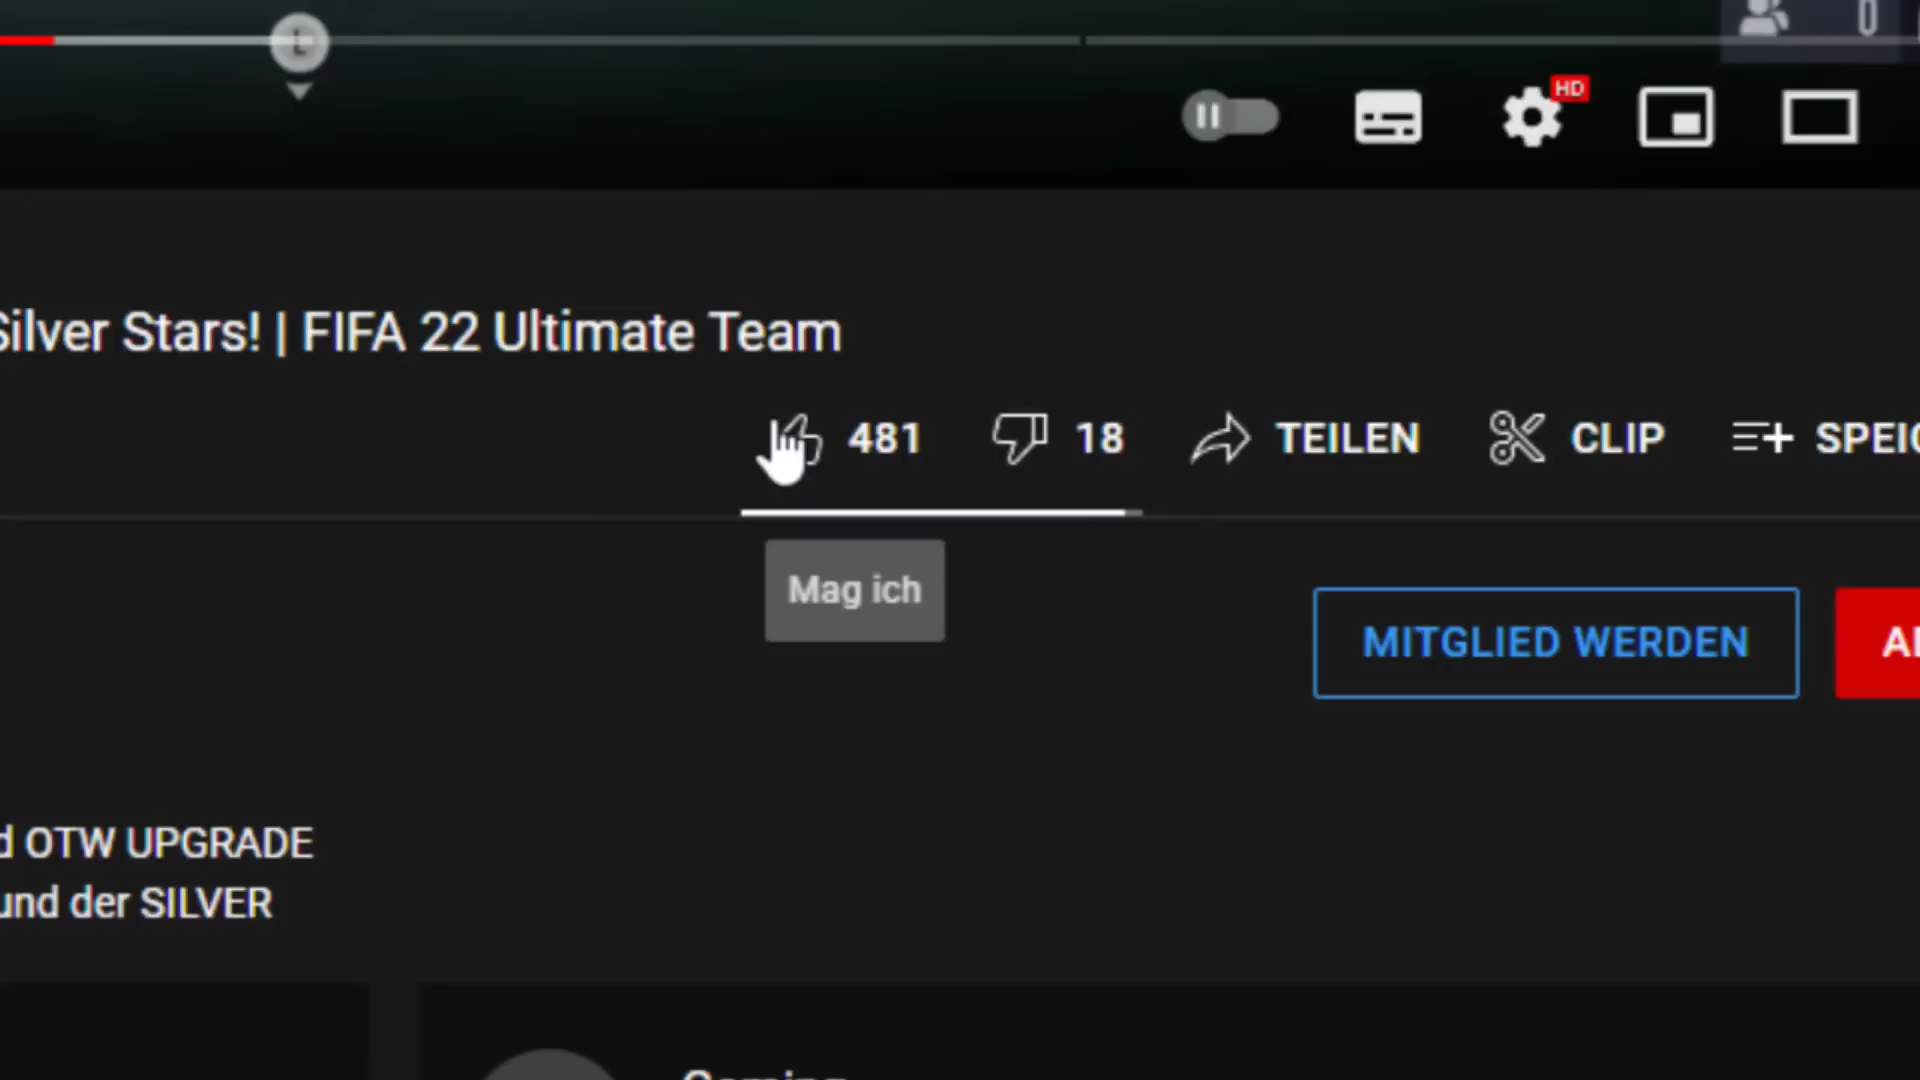 HD
Silver Stars! | FIFA 22 Ultimate Team
481 18 TEILEN CLIP
Mag ich
MITGLIED WERDEN
OTW UPGRADE
und der SILVER